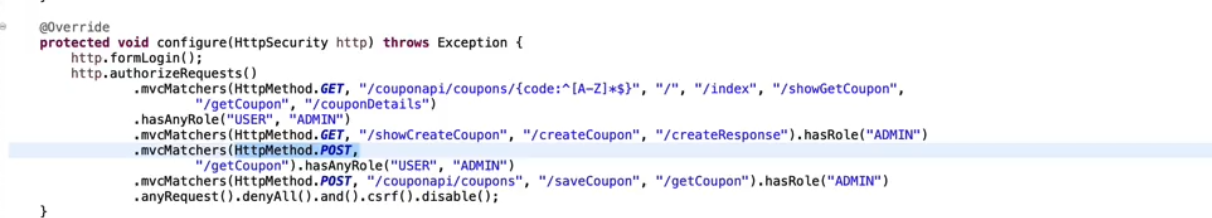 @Override
protected void configure(HttpSecurity http) throws Exception {
http.formLogin();
http.authorizeRequests()
.mvcMatchers(HttpMethod.GET, "/couponapi/coupons/{code:^[A-Z]*$}", "/", "/index", "/showGetCoupon",
"/getCoupon", "/couponDetails")
.hasAnyRole("USER", "ADMIN")
.mvcMatchers(HttpMethod.GET, "/showCreateCoupon", "/createCoupon", "/createResponse").hasRole("ADMIN")
.mvcMatchers(HttpMethod.POST,
"/getCoupon").hasAnyRole("USER", "ADMIN")
.mvcMatchers(HttpMethod.POST, "/couponapi/coupons", "/saveCoupon", "/getCoupon").hasRole("ADMIN")
.anyRequest().denyAll().and().csrf().disable();
}